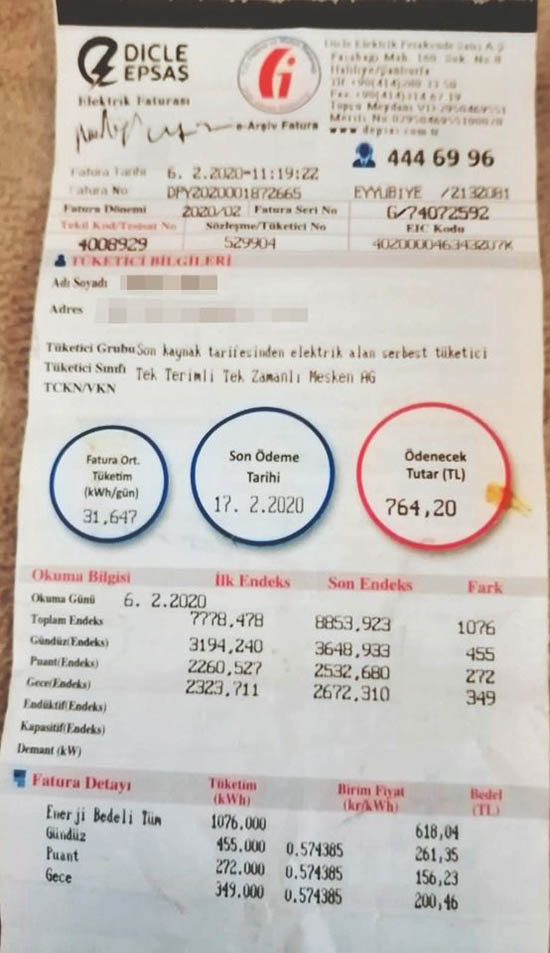 DICLE
EPSAŞ
Elektrik Faturası
e-Arşiv Fatura
Dicle Elektrik Perakende Satış A.Ş.
444 69 96
Fatura Tarihi 6. 2.2020-11:19:22
Fatura No DPY2020001872665 EYYUBIYE /2132081
Fatura Dönemi 2020/02 Fatura Seri No G/74072592
Tekil Kod/Tesisat No Sözleşme/Tüketici No EIC Kodu
4008929 529904 402000046343207K
TÜKETİCİ BİLGİLERİ
Adı Soyadı
Adres
Tüketici Grubu Son kaynak tarifesinden elektrik alan serbest tüketici
Tüketici Sınıfı Tek Terimli Tek Zamanlı Mesken AG
TCKN/VKN
Fatura Ort.
Tüketim
(kWh/gün)
31,647
Son Ödeme
Tarihi
17. 2.2020
Ödenecek
Tutar (TL)
764,20
Okuma Bilgisi İlk Endeks Son Endeks Fark
Okuma Günü 6. 2.2020
Toplam Endeks 7778,478 8853,923 1076
Gündüz(Endeks) 3194,240 3648,933 455
Puant(Endeks) 2260,527 2532,680 272
Gece(Endeks) 2323,711 2672,310 349
Endüktif(Endeks)
Kapasitif(Endeks)
Demant (kW)
Fatura Detayı Tüketim (kWh) Birim Fiyat (kr/kWh) Bedel (TL)
Enerji Bedeli Tüm 1076.000 618,04
Gündüz 455.000 0.574385 261,35
Puant 272.000 0.574385 156,23
Gece 349.000 0.574385 200,46